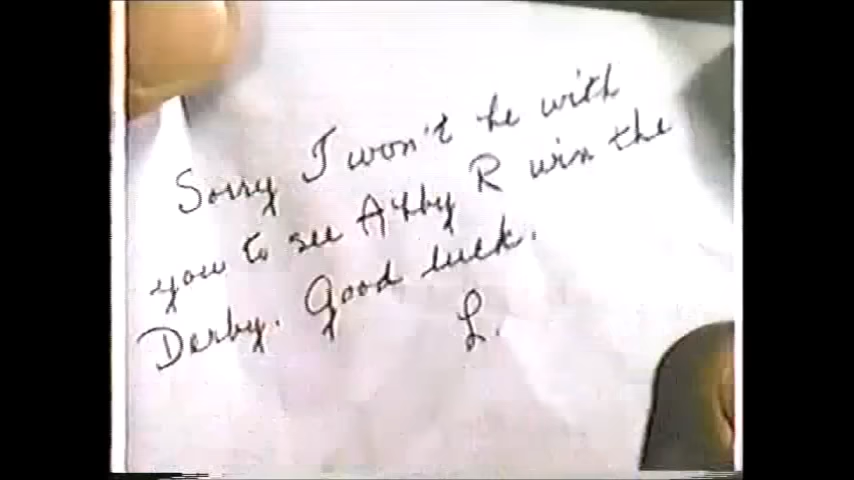 Sorry I won't be with
you to see Abby R win the
Derby. Good luck.
L.